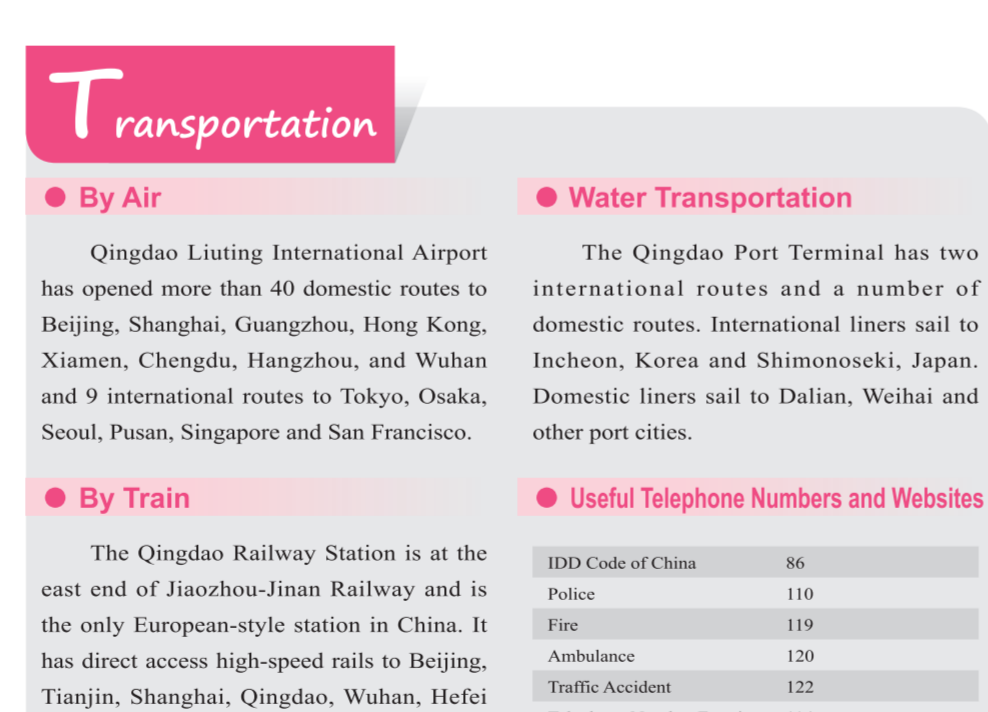 Transportation
● By Air
Qingdao Liuting International Airport
has opened more than 40 domestic routes to
Beijing, Shanghai, Guangzhou, Hong Kong,
Xiamen, Chengdu, Hangzhou, and Wuhan
and 9 international routes to Tokyo, Osaka,
Seoul, Pusan, Singapore and San Francisco.
● By Train
The Qingdao Railway Station is at the
east end of Jiaozhou-Jinan Railway and is
the only European-style station in China. It
has direct access high-speed rails to Beijing,
Tianjin, Shanghai, Qingdao, Wuhan, Hefei
● Water Transportation
The Qingdao Port Terminal has two
international routes and a number of
domestic routes. International liners sail to
Incheon, Korea and Shimonoseki, Japan.
Domestic liners sail to Dalian, Weihai and
other port cities.
● Useful Telephone Numbers and Websites
IDD Code of China 86
Police 110
Fire 119
Ambulance 120
Traffic Accident 122